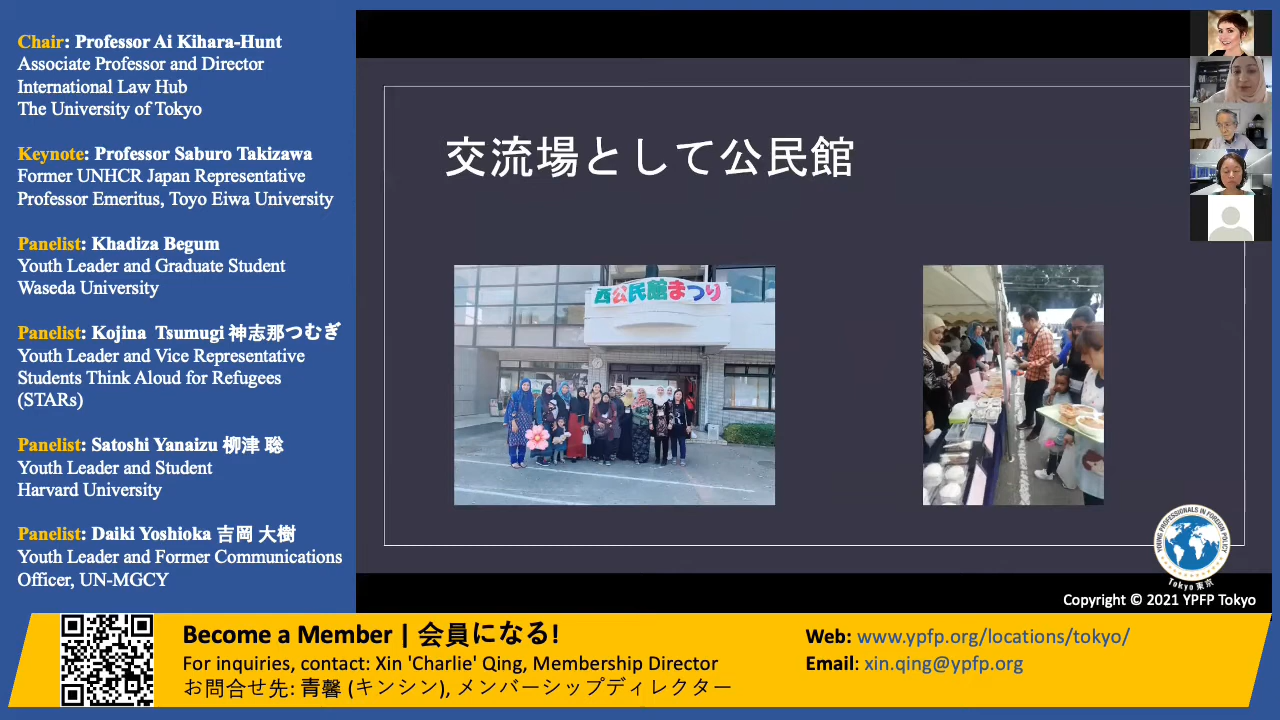 Chair: Professor Ai Kihara-Hunt
Associate Professor and Director
International Law Hub
The University of Tokyo
Keynote: Professor Saburo Takizawa
Former UNHCR Japan Representative
Professor Emeritus, Toyo Eiwa University
Panelist: Khadiza Begum
Youth Leader and Graduate Student
Waseda University
Panelist: Kojina Tsumugi 神志那つむぎ
Youth Leader and Vice Representative
Students Think Aloud for Refugees
(STARs)
Panelist: Satoshi Yanaizu 柳津 聡
Youth Leader and Student
Harvard University
Panelist: Daiki Yoshioka 吉岡 大樹
Youth Leader and Former Communications
Officer, UN-MGCY
交流場として公民館
西公民館まつり
YOUNG PROFESSIONALS IN FOREIGN POLICY
Tokyo 東京
Copyright © 2021 YPFP Tokyo
Become a Member | 会員になる!
For inquiries, contact: Xin 'Charlie' Qing, Membership Director
お問合せ先: 青馨 (キンシン), メンバーシップディレクター
Web: www.ypfp.org/locations/tokyo/
Email: xin.qing@ypfp.org